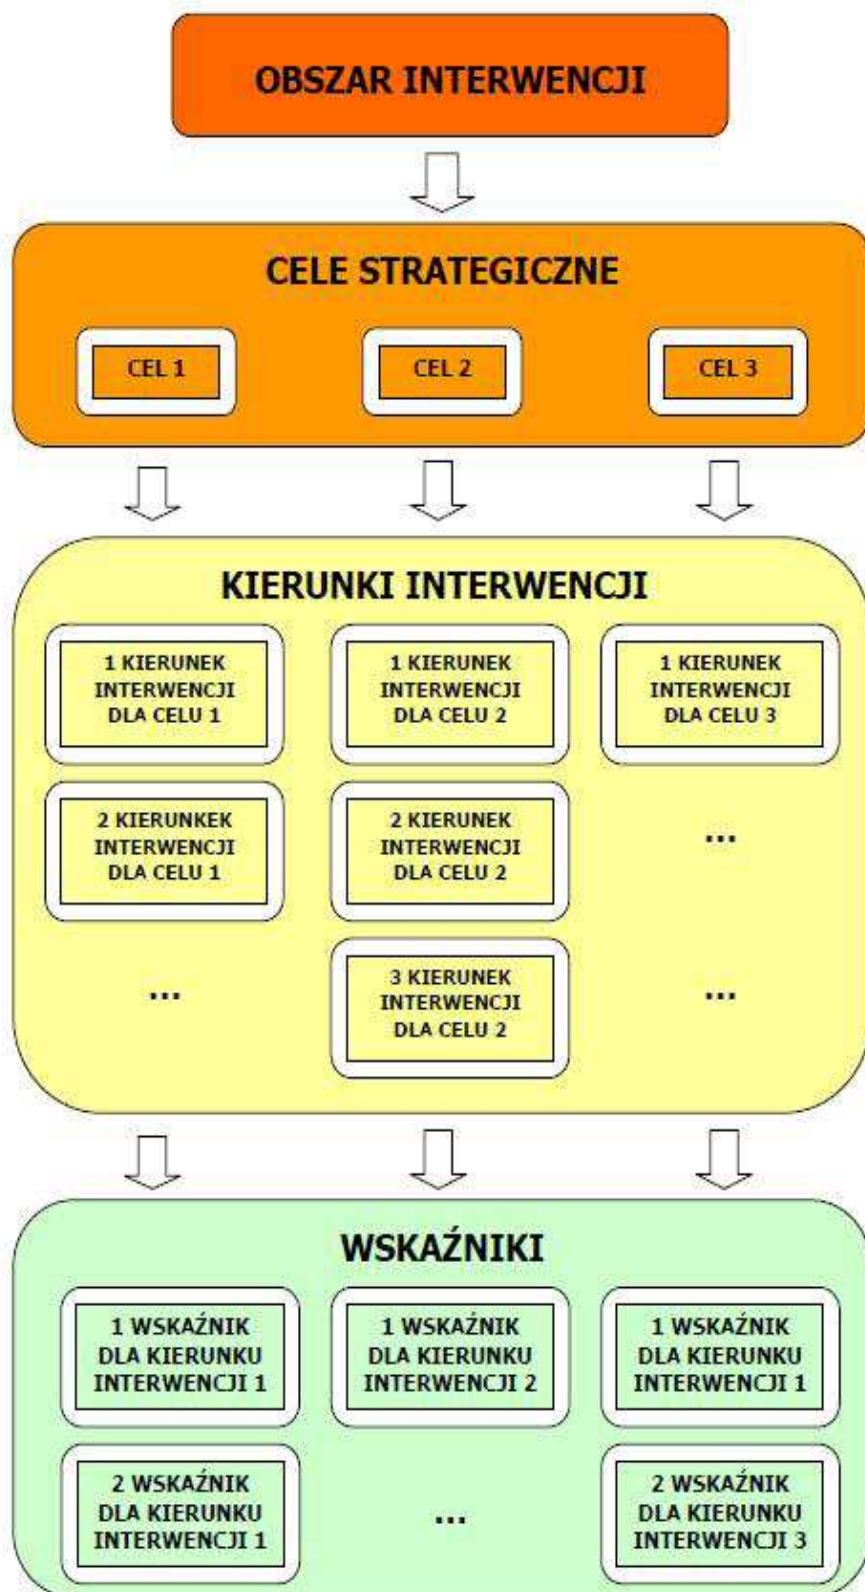 OBSZAR INTERWENCJI
CELE STRATEGICZNE
CEL 1
CEL 2
CEL 3
KIERUNKI INTERWENCJI
1 KIERUNEK
INTERWENCJI
DLA CELU 1
1 KIERUNEK
INTERWENCJI
DLA CELU 2
1 KIERUNEK
INTERWENCJI
DLA CELU 3
2 KIERUNKEK
INTERWENCJI
DLA CELU 1
2 KIERUNEK
INTERWENCJI
DLA CELU 2
...
...
3 KIERUNEK
INTERWENCJI
DLA CELU 2
...
WSKAŹNIKI
1 WSKAŹNIK
DLA KIERUNKU
INTERWENCJI 1
1 WSKAŹNIK
DLA KIERUNKU
INTERWENCJI 2
1 WSKAŹNIK
DLA KIERUNKU
INTERWENCJI 1
2 WSKAŹNIK
DLA KIERUNKU
INTERWENCJI 1
...
2 WSKAŹNIK
DLA KIERUNKU
INTERWENCJI 3